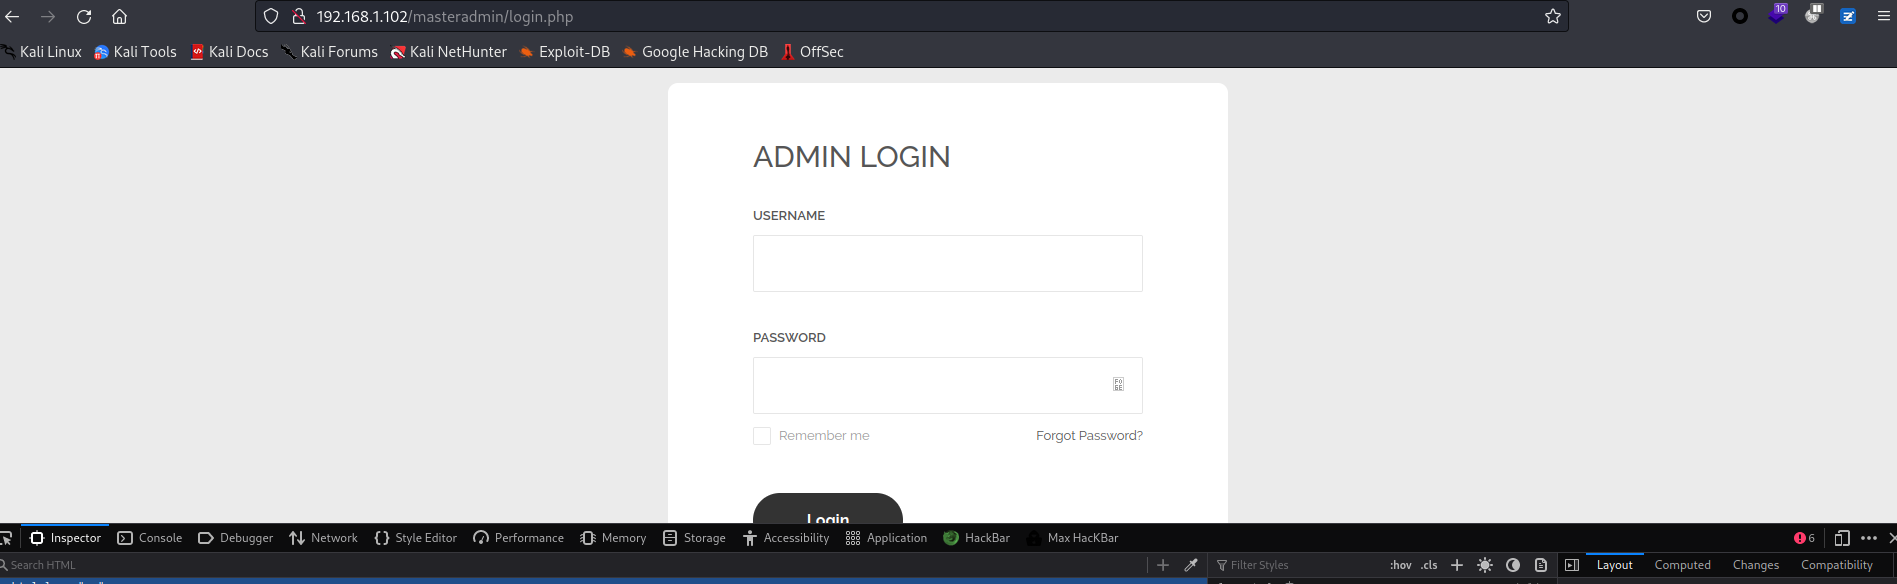 192.168.1.102/masteradmin/login.php
10
Kali Linux Kali Tools Kali Docs Kali Forums Kali NetHunter Exploit-DB Google Hacking DB OffSec
ADMIN LOGIN
USERNAME
PASSWORD
Remember me Forgot Password?
Login
Inspector Console Debugger Network Style Editor Performance Memory Storage Accessibility Application HackBar Max HacKBar 6
Search HTML Filter Styles :hov .cls Layout Computed Changes Compatibility